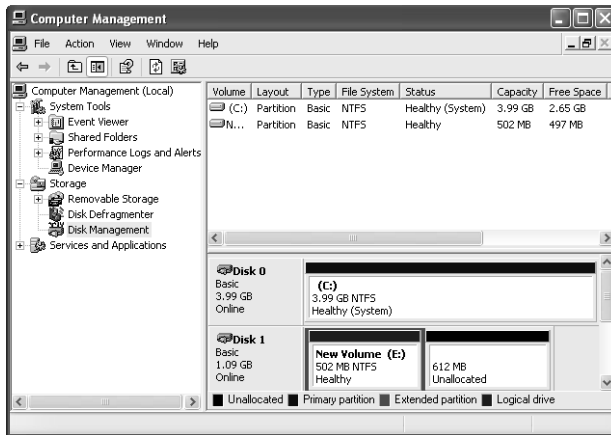 Computer Management
File Action View Window Help
Computer Management (Local)
System Tools
Event Viewer
Shared Folders
Performance Logs and Alerts
Device Manager
Storage
Removable Storage
Disk Defragmenter
Disk Management
Services and Applications
Volume Layout Type File System Status Capacity Free Space
(C:) Partition Basic NTFS Healthy (System) 3.99 GB 2.65 GB
N... Partition Basic NTFS Healthy 502 MB 497 MB
Disk 0
Basic
3.99 GB
Online
(C:)
3.99 GB NTFS
Healthy (System)
Disk 1
Basic
1.09 GB
Online
New Volume (E:)
502 MB NTFS
Healthy
612 MB
Unallocated
Unallocated Primary partition Extended partition Logical drive